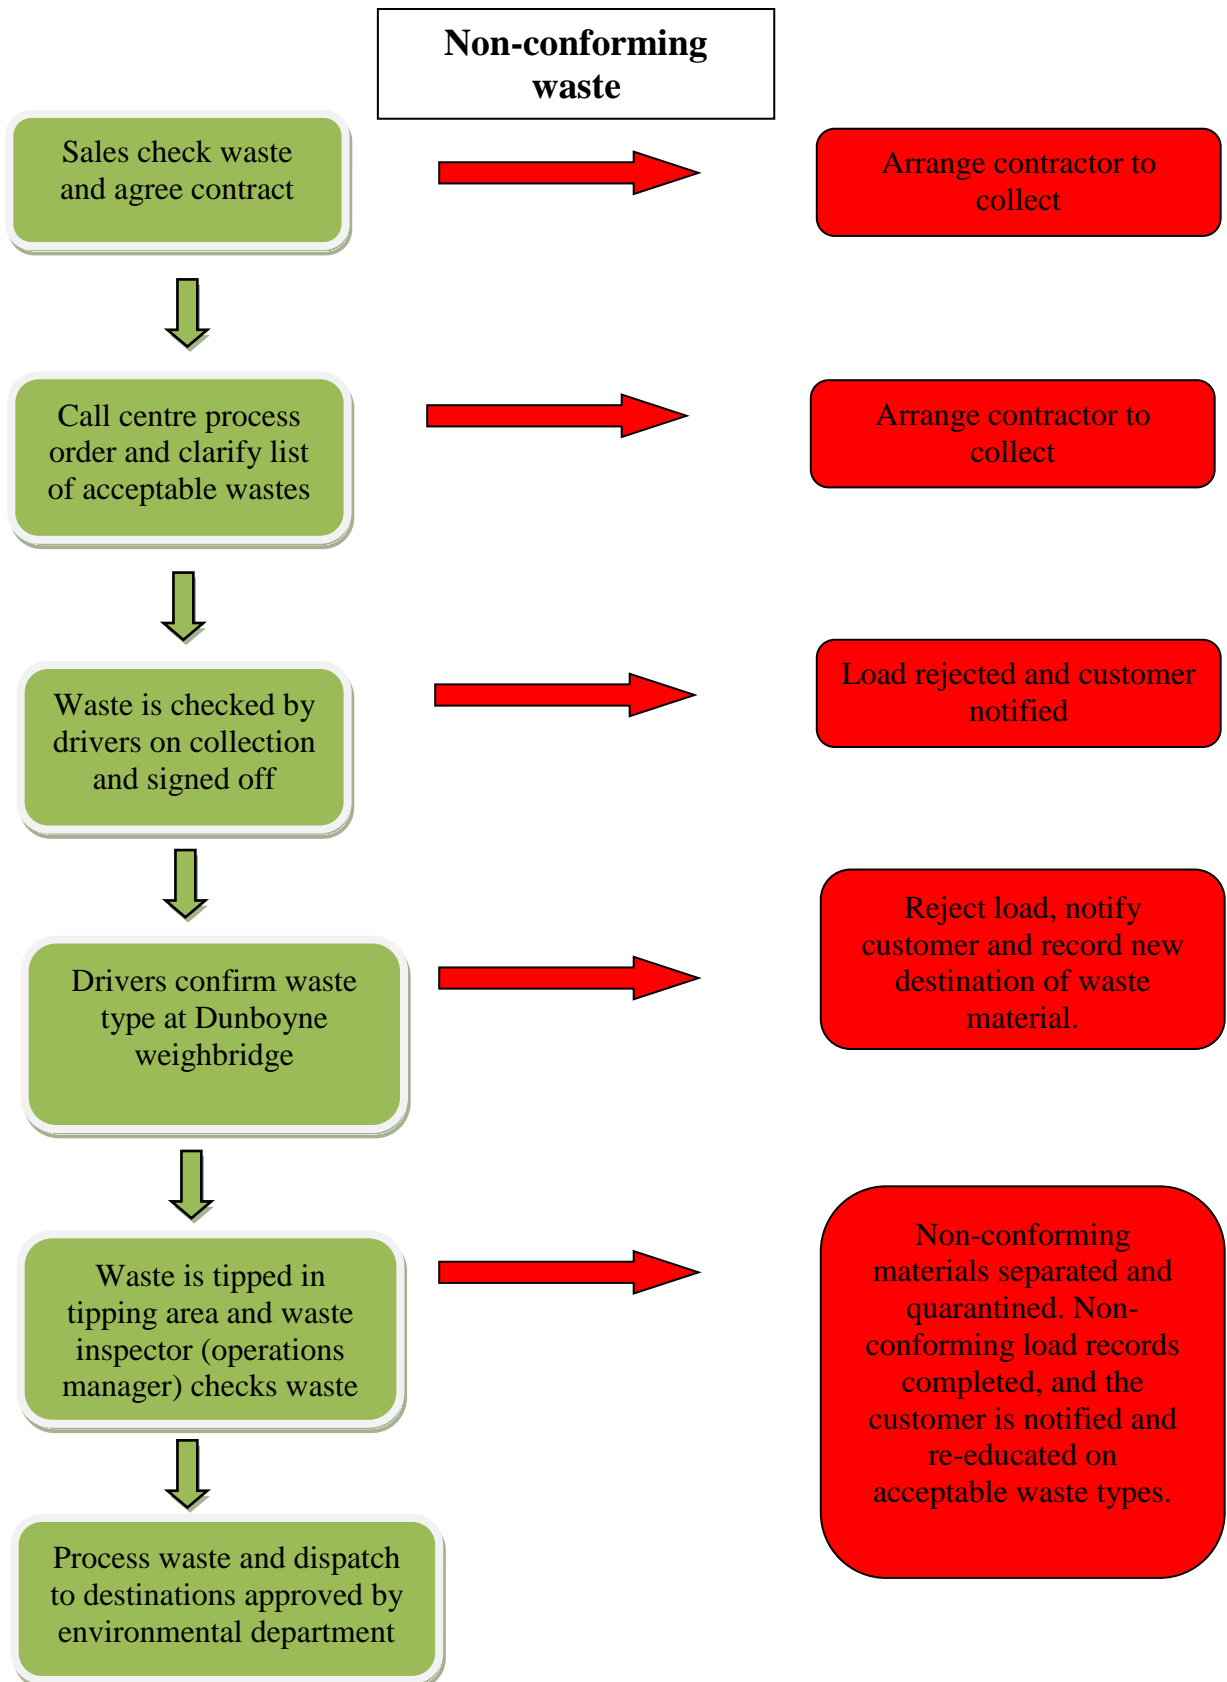 Non-conforming
waste
Sales check waste
and agree contract
Arrange contractor to
collect
Call centre process
order and clarify list
of acceptable wastes
Arrange contractor to
collect
Waste is checked by
drivers on collection
and signed off
Load rejected and customer
notified
Drivers confirm waste
type at Dunboyne
weighbridge
Reject load, notify
customer and record new
destination of waste
material.
Waste is tipped in
tipping area and waste
inspector (operations
manager) checks waste
Non-conforming
materials separated and
quarantined. Non-
conforming load records
completed, and the
customer is notified and
re-educated on
acceptable waste types.
Process waste and dispatch
to destinations approved by
environmental department